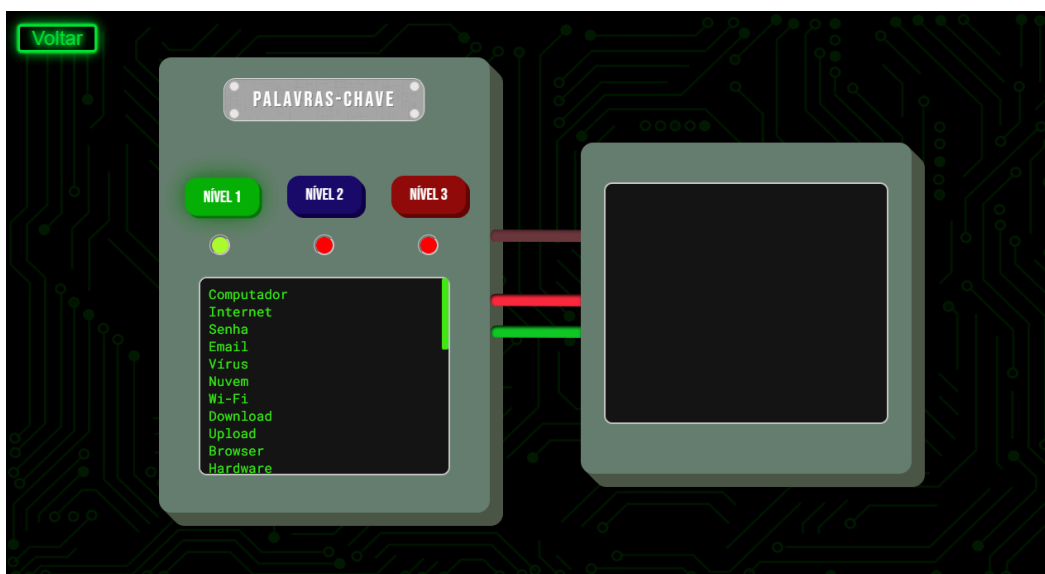 Voltar
PALAVRAS-CHAVE
NÍVEL 1
NÍVEL 2
NÍVEL 3
Computador
Internet
Senha
Email
Vírus
Nuvem
Wi-Fi
Download
Upload
Browser
Hardware